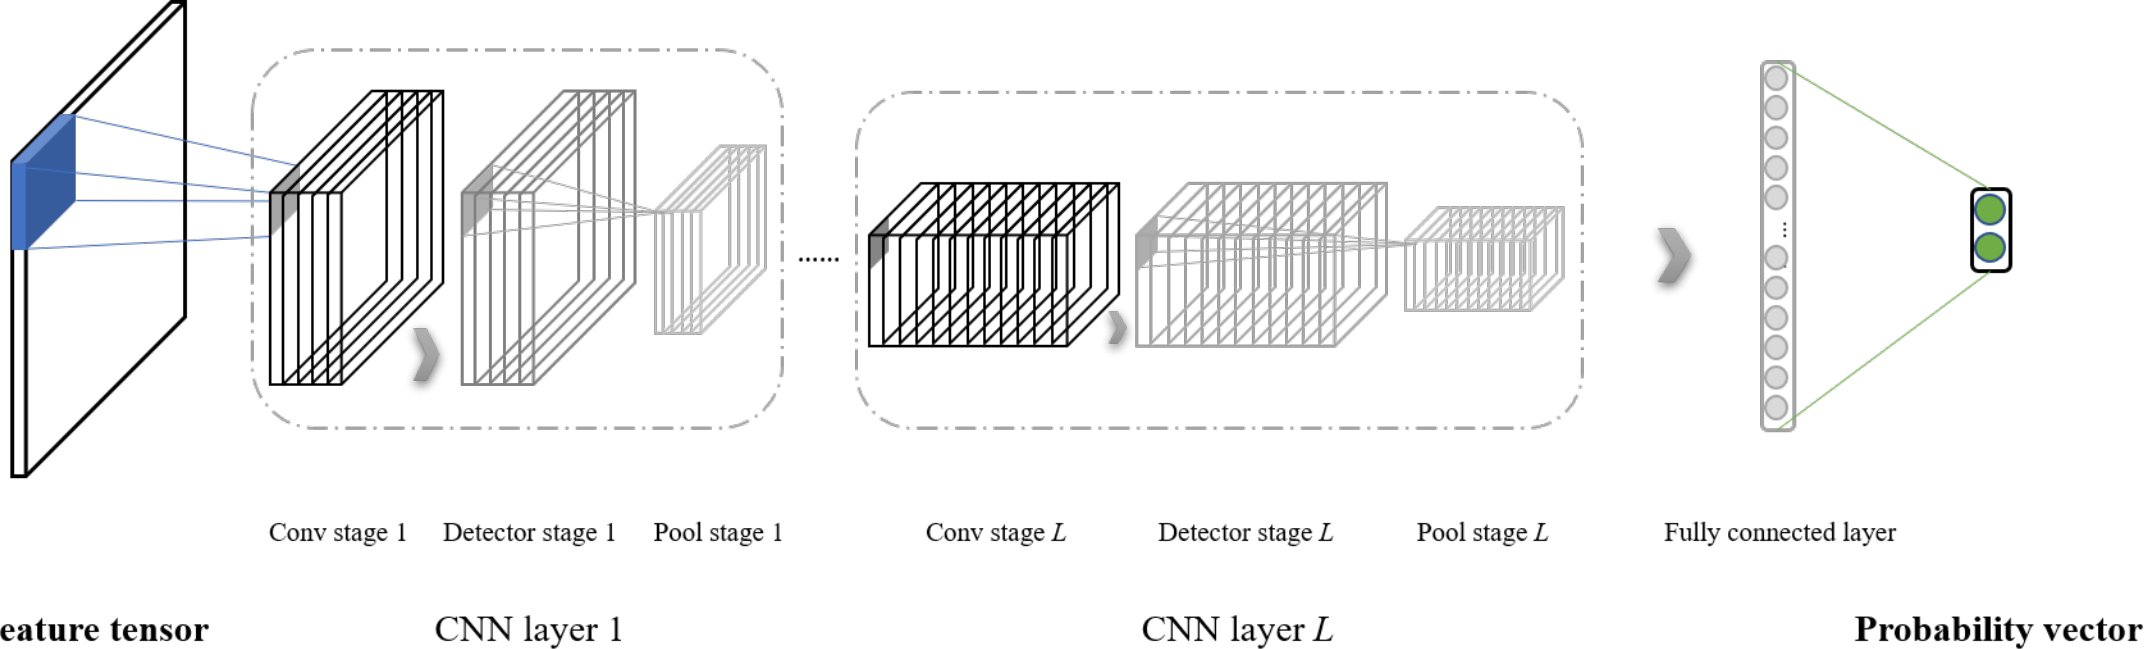 ......
...
Conv stage 1 Detector stage 1 Pool stage 1 Conv stage L Detector stage L Pool stage L Fully connected layer
eature tensor CNN layer 1 CNN layer L Probability vector